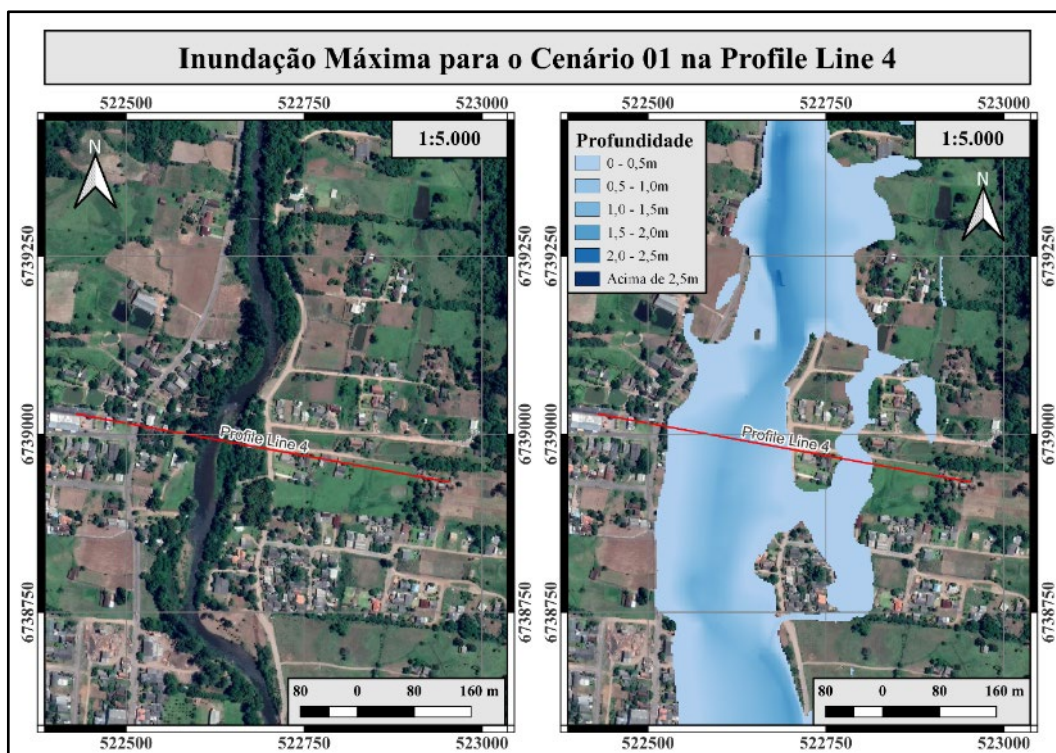 Inundação Máxima para o Cenário 01 na Profile Line 4
522500 522750 523000
1:5.000
N
6739250
6739000
6738750
Profile Line 4
80 0 80 160 m
522500 522750 523000
522500 522750 523000
Profundidade
0 - 0,5m
0,5 - 1,0m
1,0 - 1,5m
1,5 - 2,0m
2,0 - 2,5m
Acima de 2,5m
1:5.000
N
6739250
6739000
6738750
6739250
6739000
6738750
Profile Line 4
80 0 80 160 m
522500 522750 523000
6739250
6739000
6738750